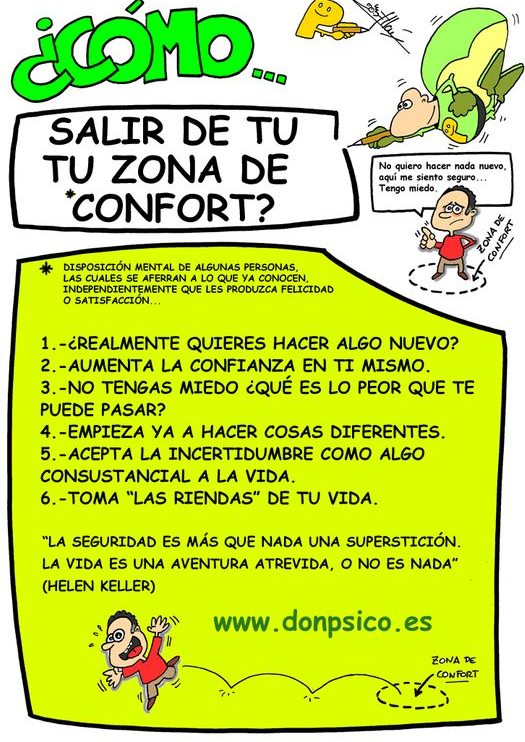 ¿CÓMO...
SALIR DE TU
TU ZONA DE
*CONFORT?
No quiero hacer nada nuevo,
aquí me siento seguro...
Tengo miedo.
ZONA DE
CONFORT
* DISPOSICIÓN MENTAL DE ALGUNAS PERSONAS,
LAS CUALES SE AFERRAN A LO QUE YA CONOCEN,
INDEPENDIENTEMENTE QUE LES PRODUZCA FELICIDAD
O SATISFACCIÓN...
1.-¿REALMENTE QUIERES HACER ALGO NUEVO?
2.-AUMENTA LA CONFIANZA EN TI MISMO.
3.-NO TENGAS MIEDO ¿QUÉ ES LO PEOR QUE TE
PUEDE PASAR?
4.-EMPIEZA YA A HACER COSAS DIFERENTES.
5.-ACEPTA LA INCERTIDUMBRE COMO ALGO
CONSUSTANCIAL A LA VIDA.
6.-TOMA “LAS RIENDAS” DE TU VIDA.
“LA SEGURIDAD ES MÁS QUE NADA UNA SUPERSTICIÓN.
LA VIDA ES UNA AVENTURA ATREVIDA, O NO ES NADA”
(HELEN KELLER)
www.donpsico.es
ZONA DE
CONFORT